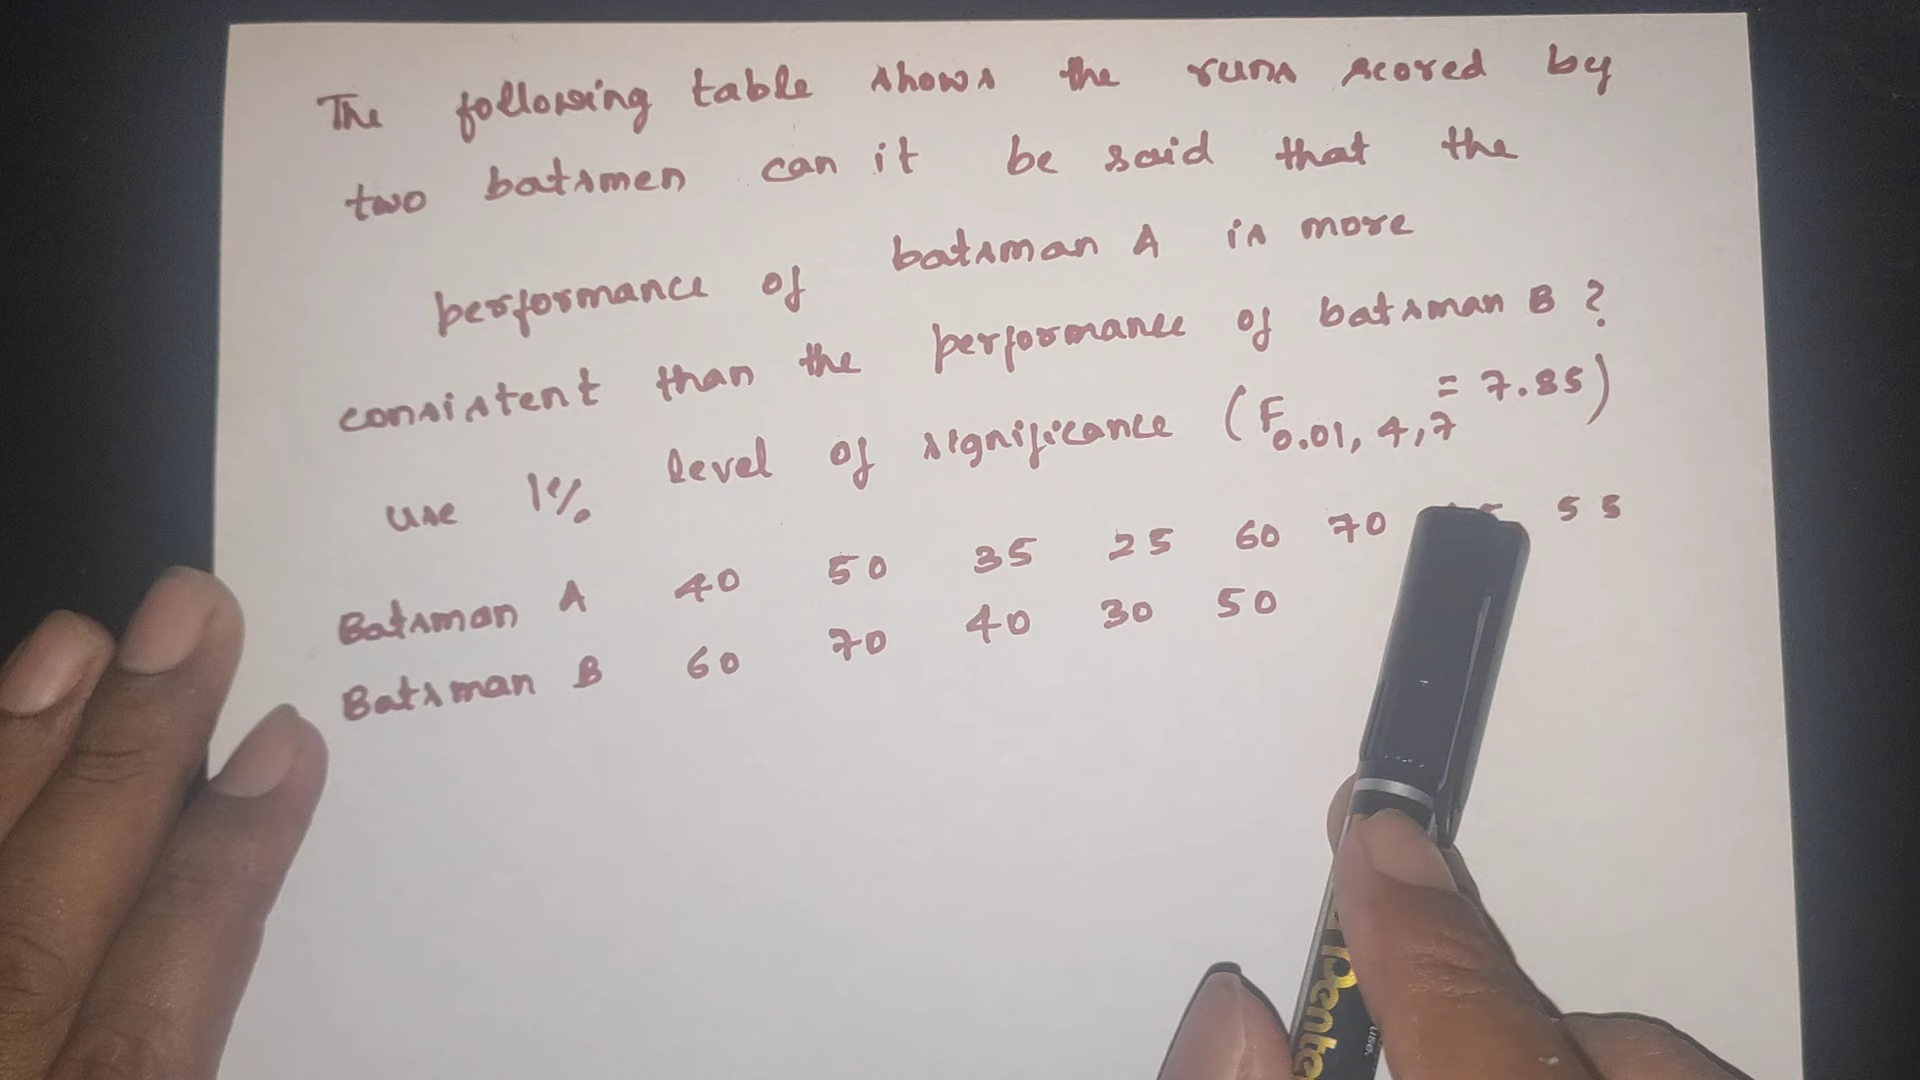 The following table shows the runs scored by
two batsmen can it be said that the
performance of batsman A is more
consistent than the performance of batsman B?
use 1% level of significance (F0.01, 4,7 = 7.85)
Batsman A 40 50 35 25 60 70 55
Batsman B 60 70 40 30 50